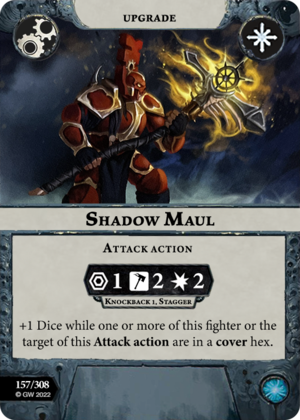 UPGRADE
SHADOW MAUL
ATTACK ACTION
1 2 2
KNOCKBACK 1, STAGGER
+1 Dice while one or more of this fighter or the
target of this Attack action are in a cover hex.
157/308
© GW 2022